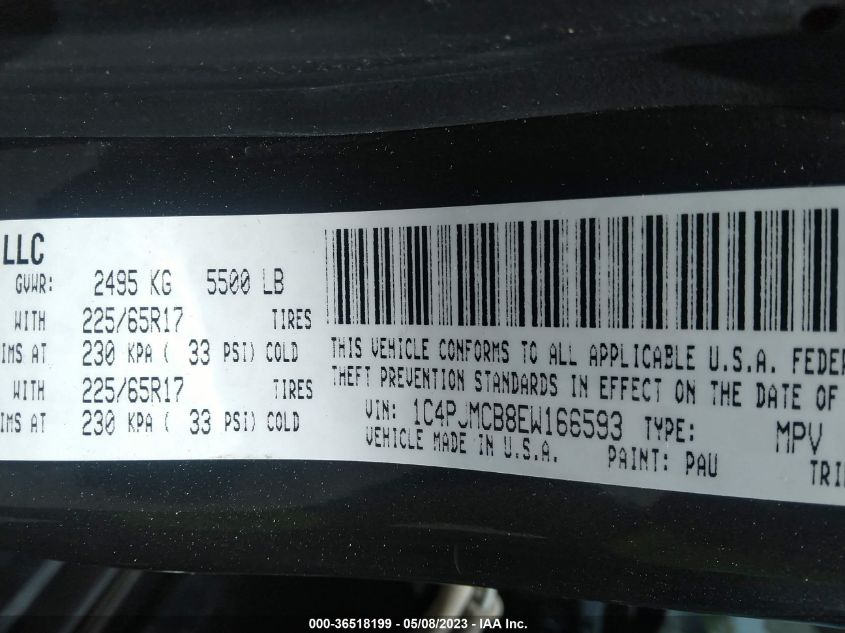 LLC
GVWR: 2495 KG 5500 LB
WITH 225/65R17 TIRES
IMS AT 230 KPA ( 33 PSI) COLD
WITH 225/65R17 TIRES
IMS AT 230 KPA ( 33 PSI) COLD
THIS VEHICLE CONFORMS TO ALL APPLICABLE U.S.A. FEDER
THEFT PREVENTION STANDARDS IN EFFECT ON THE DATE OF
VIN: 1C4PJMCB8EW166593 TYPE: MPV
VEHICLE MADE IN U.S.A. PAINT: PAU
TRI
000-36518199 - 05/08/2023 - © IAA Inc.